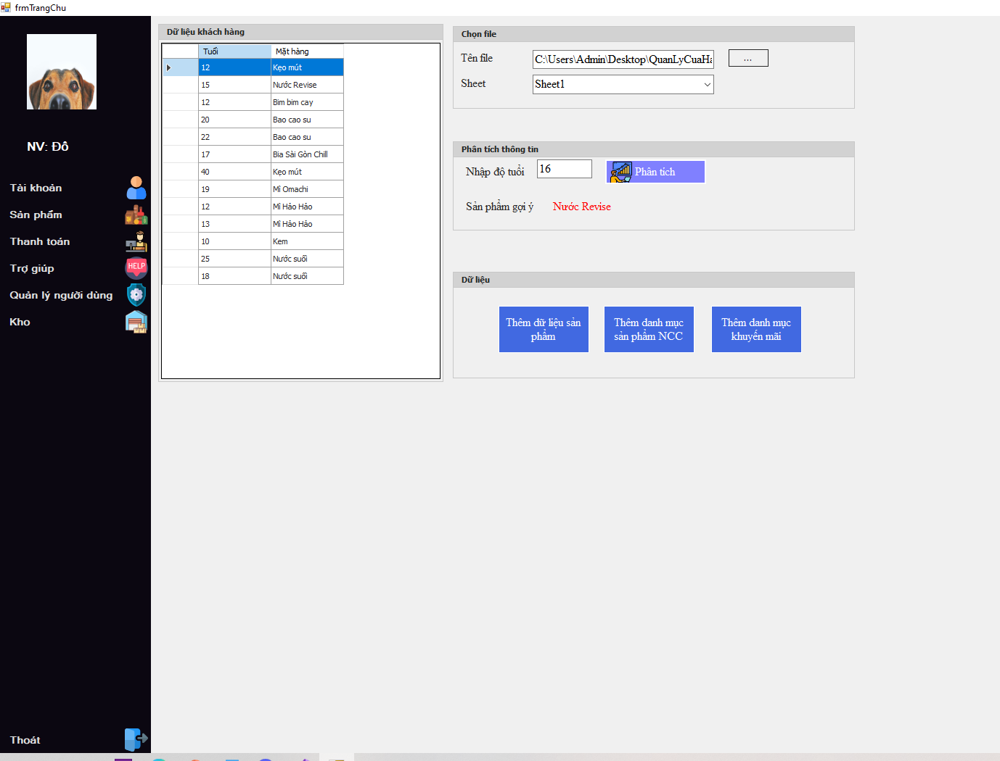 frmTrangChu
NV: Đô
Tài khoản
Sản phẩm
Thanh toán
Trợ giúp
HELP
Quản lý người dùng
Kho
Thoát
Dữ liệu khách hàng
Tuổi Mặt hàng
12 Kẹo mút
15 Nước Revise
12 Bim bim cay
20 Bao cao su
22 Bao cao su
17 Bia Sài Gòn Chill
40 Kẹo mút
19 Mì Omachi
12 Mì Hảo Hảo
13 Mì Hảo Hảo
10 Kem
25 Nước suối
18 Nước suối
Chọn file
Tên file C:\Users\Admin\Desktop\QuanLyCuaHa ...
Sheet Sheet1
Phân tích thông tin
Nhập độ tuổi 16 Phân tích
Sản phẩm gợi ý Nước Revise
Dữ liệu
Thêm dữ liệu sản
phẩm
Thêm danh mục
sản phẩm NCC
Thêm danh mục
khuyến mãi